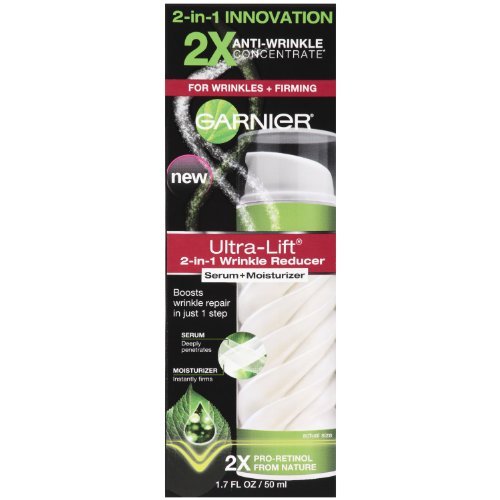 2-in-1 INNOVATION
2X ANTI-WRINKLE
CONCENTRATE*
FOR WRINKLES + FIRMING
GARNIER®
new
Ultra-Lift®
2-in-1 Wrinkle Reducer
Serum+Moisturizer
Boosts
wrinkle repair
in just 1 step
SERUM
Deeply
penetrates
MOISTURIZER
Instantly firms
actual size
2X PRO-RETINOL
FROM NATURE
1.7 FL OZ / 50 ml